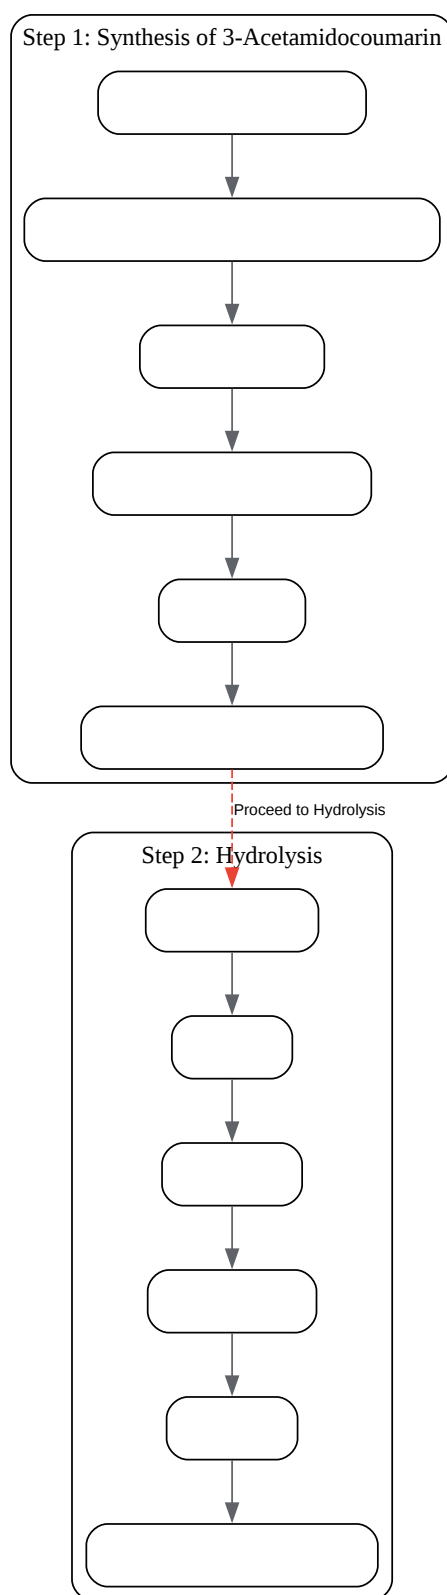 Step 1: Synthesis of 3-Acetamidocoumarin
Proceed to Hydrolysis
Step 2: Hydrolysis